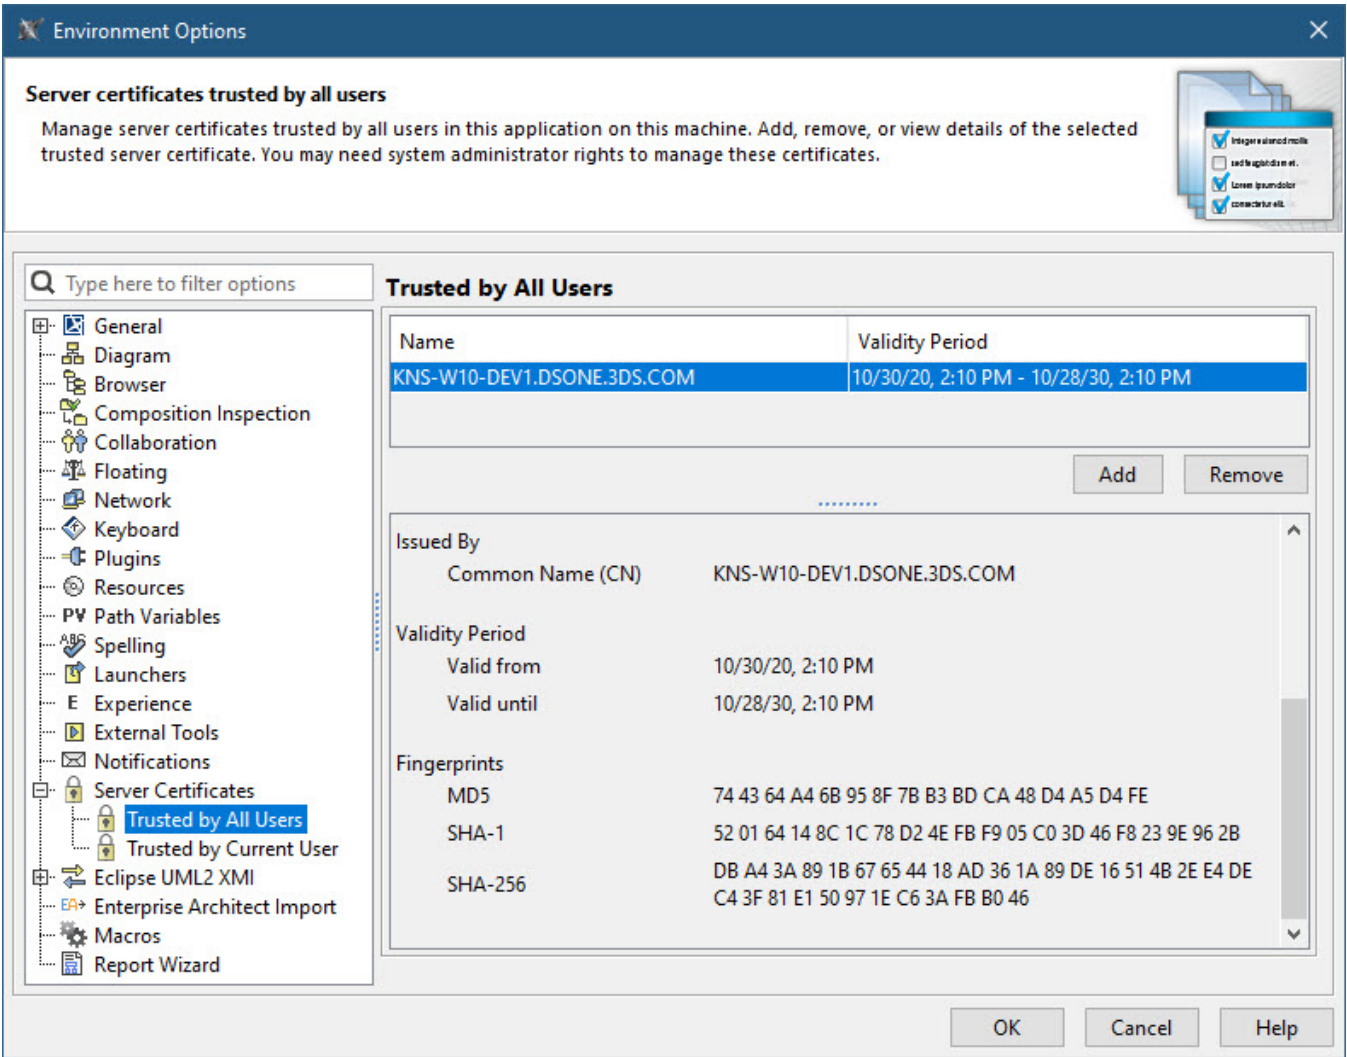 Environment Options
Server certificates trusted by all users
Manage server certificates trusted by all users in this application on this machine. Add, remove, or view details of the selected
trusted server certificate. You may need system administrator rights to manage these certificates.
Lorem ipsum dolor
consectetur elit.
Type here to filter options
General
Diagram
Browser
Composition Inspection
Collaboration
Floating
Network
Keyboard
Plugins
Resources
PV Path Variables
ABC Spelling
Launchers
E Experience
External Tools
Notifications
Server Certificates
Trusted by All Users
Trusted by Current User
Eclipse UML2 XMI
EA Enterprise Architect Import
Macros
Report Wizard
Trusted by All Users
Name Validity Period
KNS-W10-DEV1.DSONE.3DS.COM 10/30/20, 2:10 PM - 10/28/30, 2:10 PM
Add Remove
Issued By
Common Name (CN) KNS-W10-DEV1.DSONE.3DS.COM
Validity Period
Valid from 10/30/20, 2:10 PM
Valid until 10/28/30, 2:10 PM
Fingerprints
MD5 74 43 64 A4 6B 95 8F 7B B3 BD CA 48 D4 A5 D4 FE
SHA-1 52 01 64 14 8C 1C 78 D2 4E FB F9 05 C0 3D 46 F8 23 9E 96 2B
SHA-256 DB A4 3A 89 1B 67 65 44 18 AD 36 1A 89 DE 16 51 4B 2E E4 DE
C4 3F 81 E1 50 97 1E C6 3A FB B0 46
OK Cancel Help